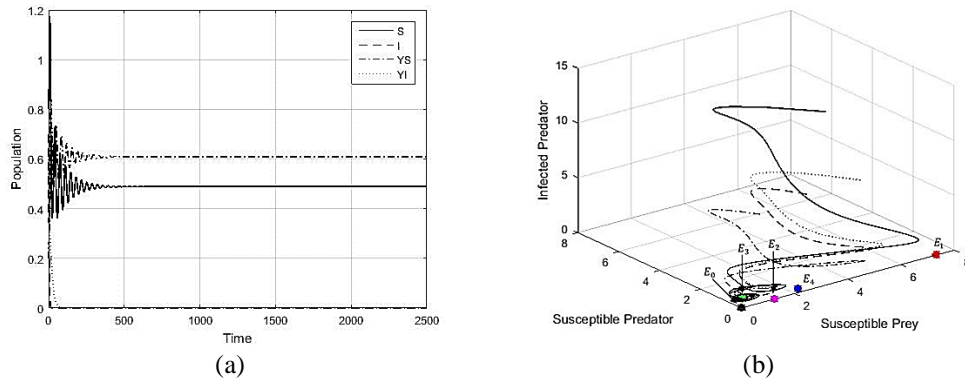 1.2
1
0.8
0.6
0.4
0.2
0
Population
0
500
1000
1500
2000
2500
Time
S
I
YS
YI
(a)
15
10
5
0
Infected Predator
8
6
4
2
0
Susceptible Predator
0
2
4
6
8
Susceptible Prey
E₀
E₃
E₂
E₄
E₁
(b)